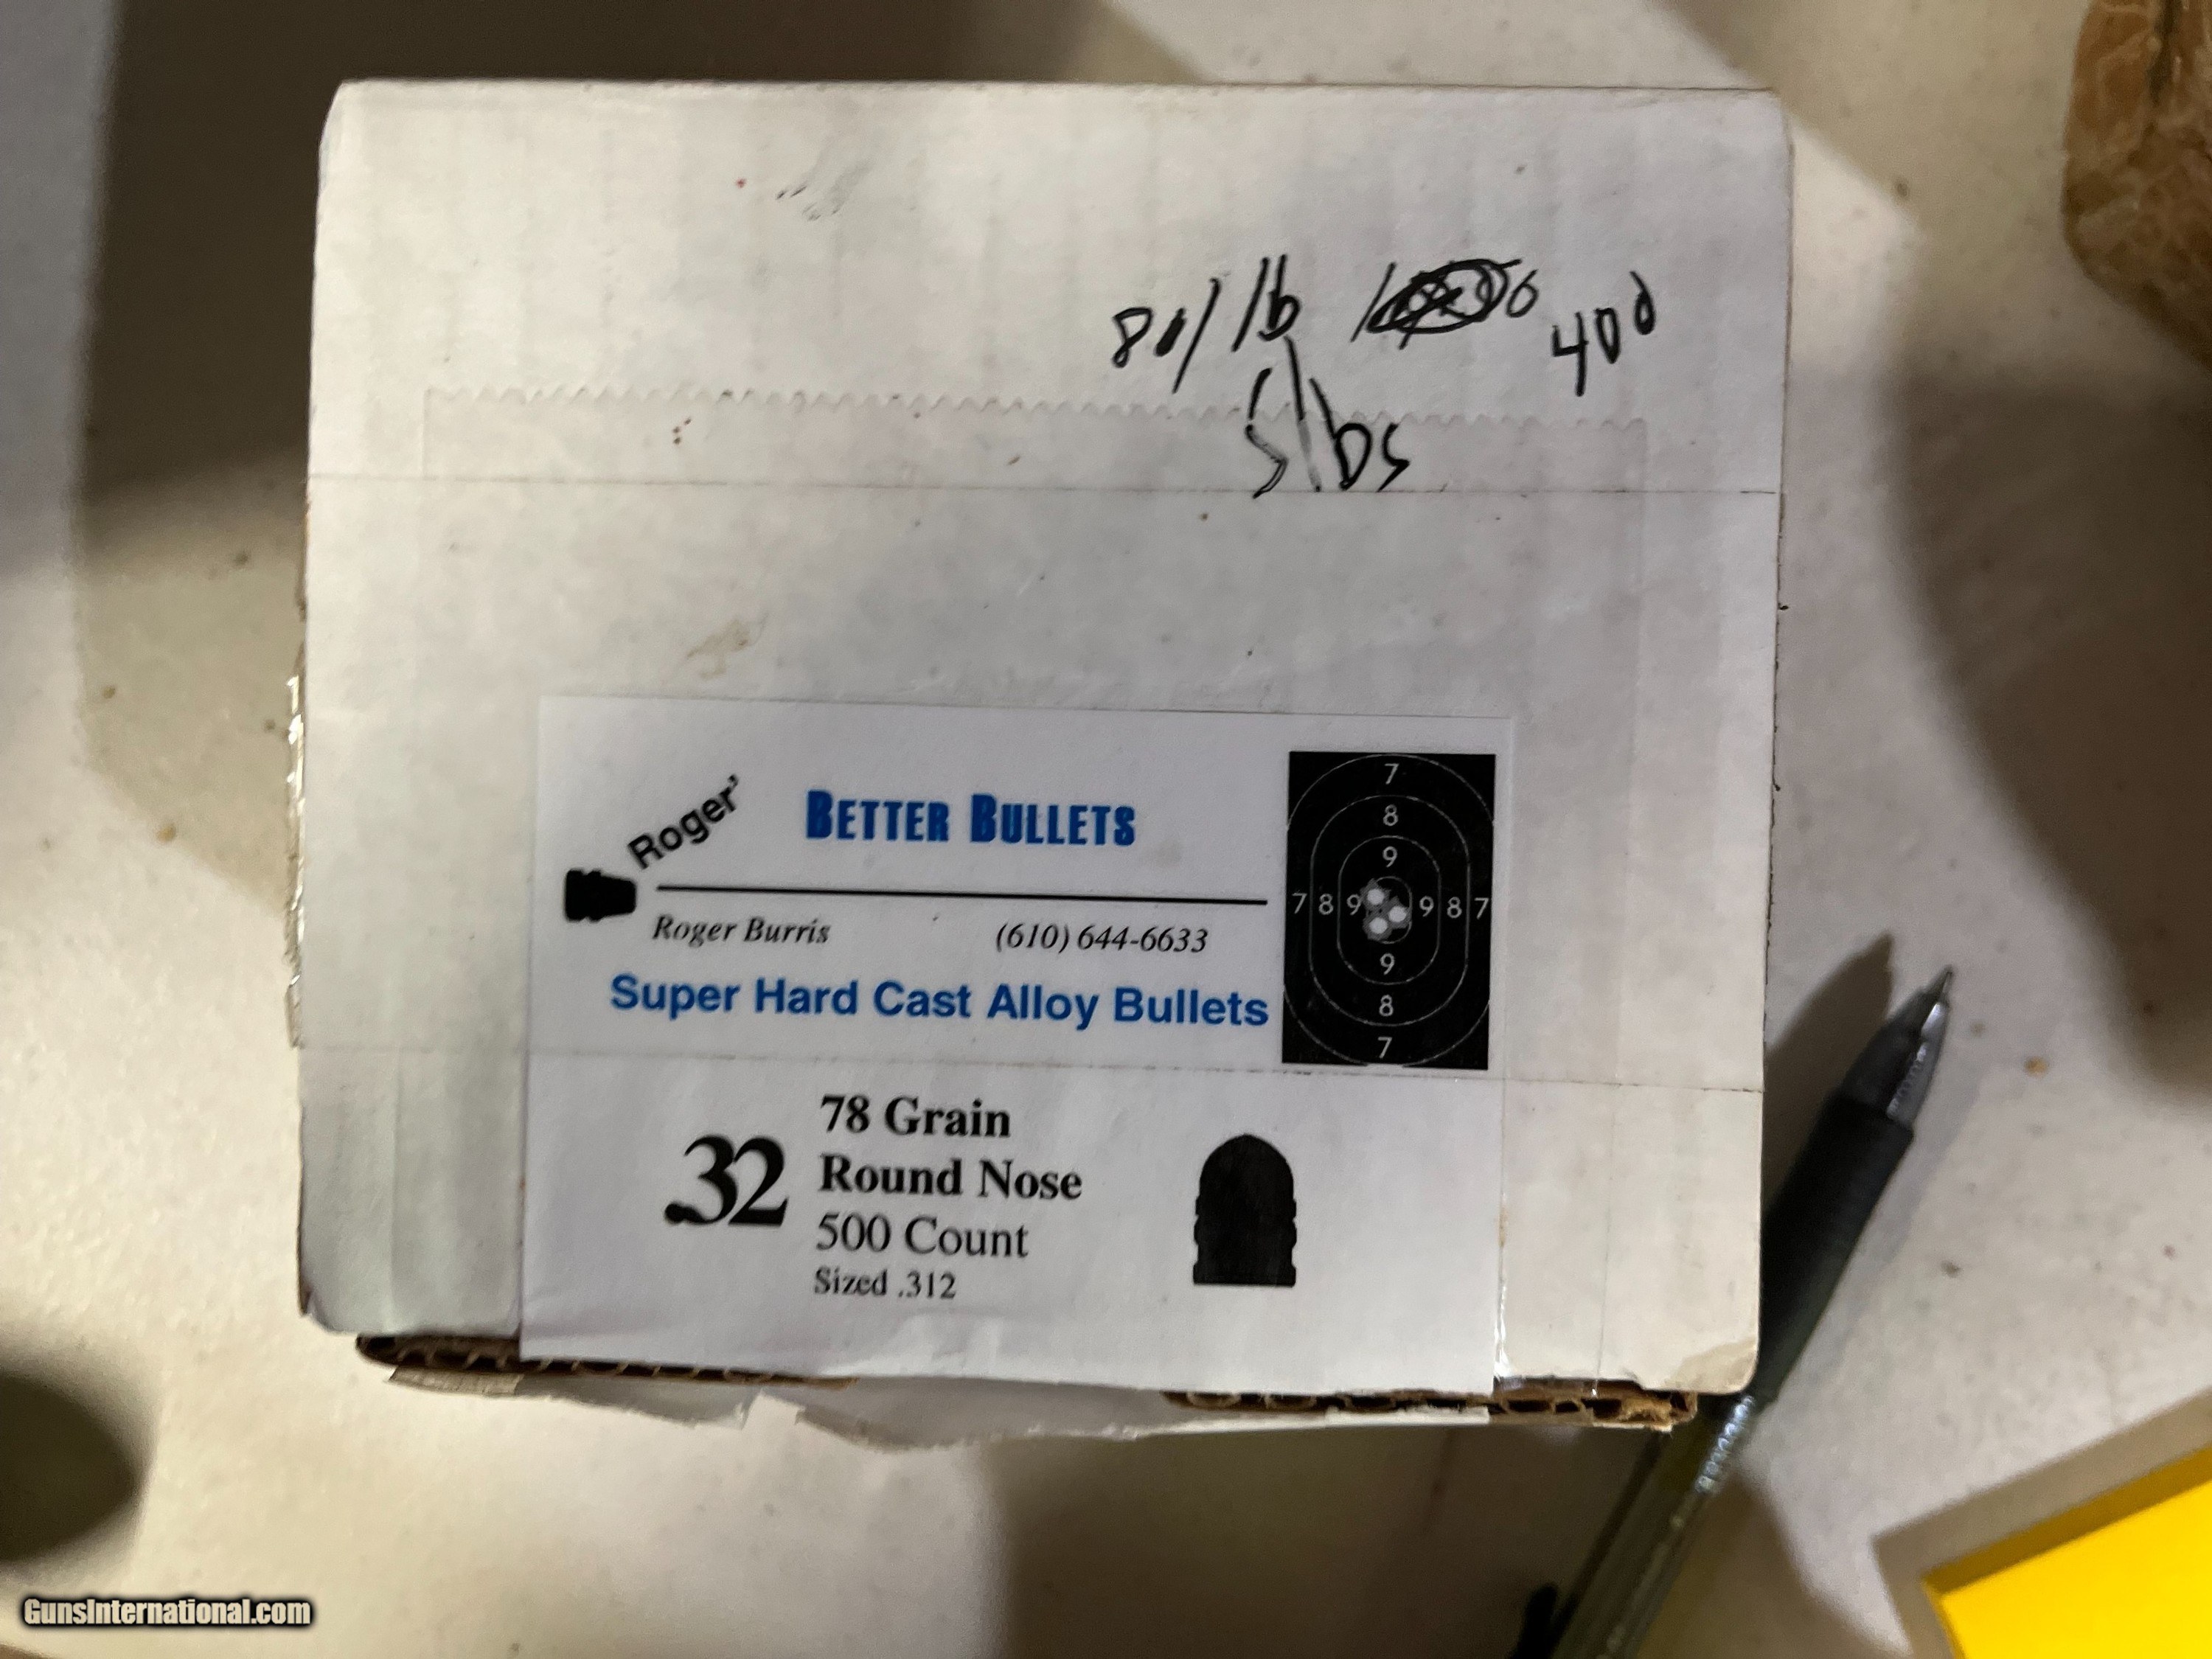 80/lb 400
5lbs
Roger'
BETTER BULLETS
Roger Burris (610) 644-6633
Super Hard Cast Alloy Bullets
7
8
9
7 8 9 9 8 7
9
8
7
.32
78 Grain
Round Nose
500 Count
Sized .312
GunsInternational.com